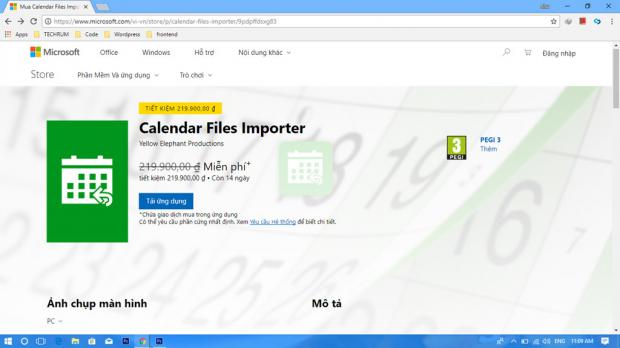 Mua Calendar Files Impor
alex
https://www.microsoft.com/vi-vn/store/p/calendar-files-importer/9pdpffdsxg83
Apps TECHRUM Coding Wordpress frontend
Microsoft Office Windows Hỗ trợ Nội dung khác Đăng nhập
Store Phần Mềm Và ứng dụng Trò chơi
TIẾT KIỆM 219.900,00 ₫
Calendar Files Importer
Yellow Elephant Productions
219.900,00 ₫ Miễn phí+
tiết kiệm 219.900,00 ₫ • Còn 14 ngày
3
PEGI
PEGI 3
Thêm
Tải ứng dụng
+Chứa giao dịch mua trong ứng dụng
Có thể yêu cầu phần cứng nhất định. Xem Yêu cầu Hệ thống để biết chi tiết.
Ảnh chụp màn hình Mô tả
PC
ENG 11:09 AM